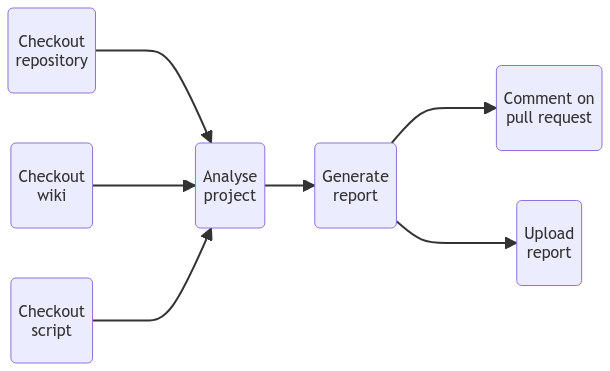 Checkout
repository
Checkout
wiki
Checkout
script
Analyse
project
Generate
report
Comment on
pull request
Upload
report